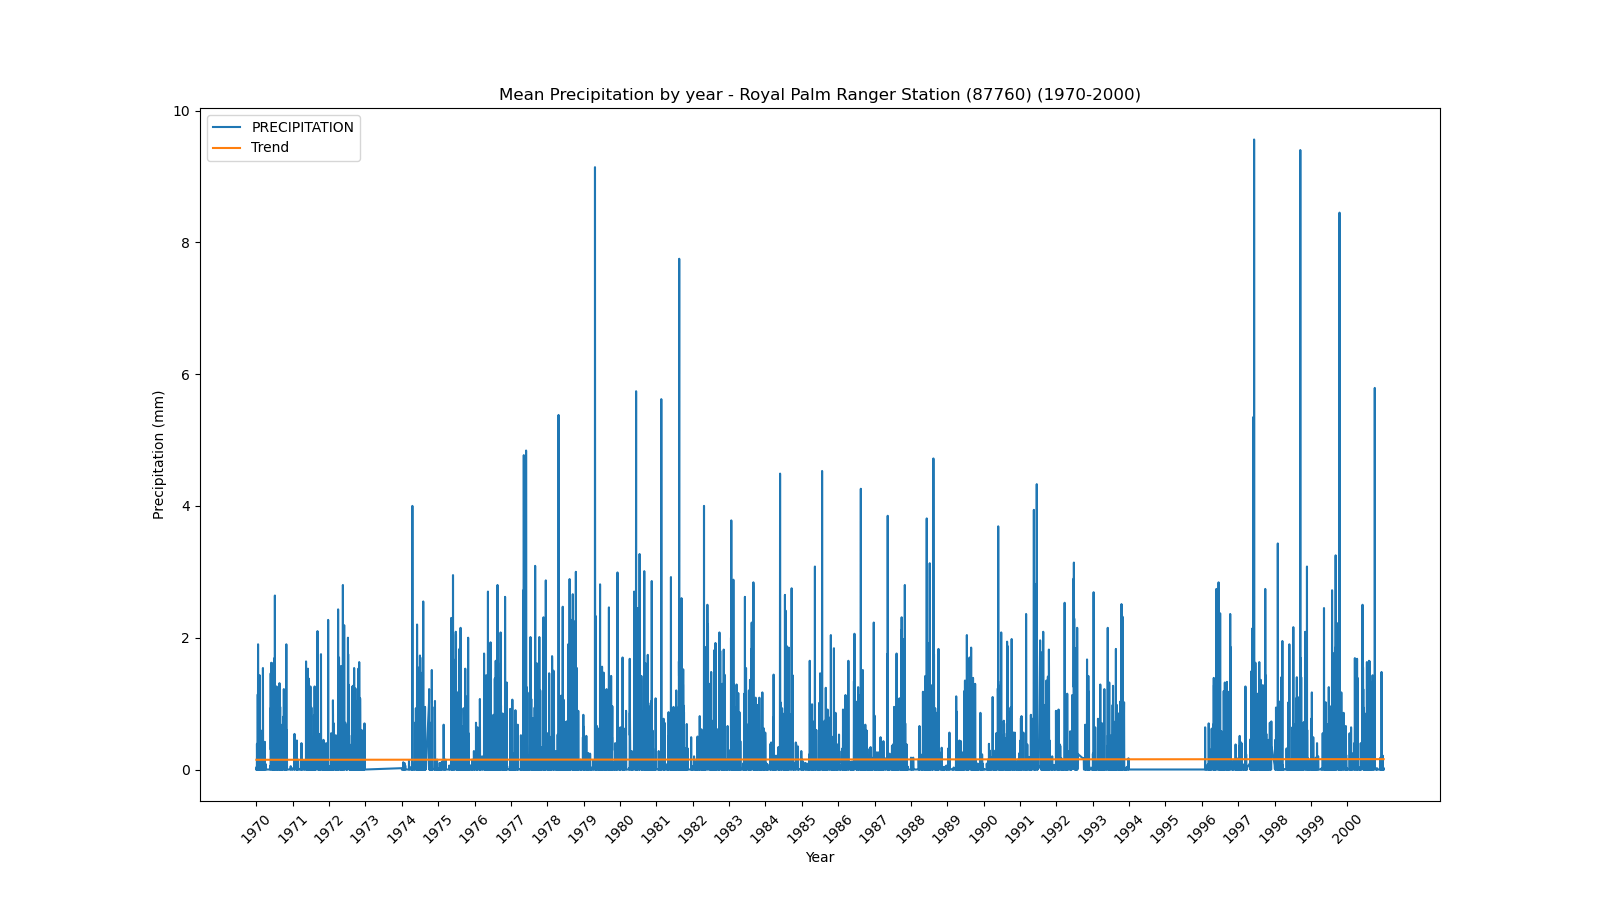 Mean Precipitation by year - Royal Palm Ranger Station (87760) (1970-2000)
PRECIPITATION
Trend
10
8
6
4
2
0
Precipitation (mm)
1970 1971 1972 1973 1974 1975 1976 1977 1978 1979 1980 1981 1982 1983 1984 1985 1986 1987 1988 1989 1990 1991 1992 1993 1994 1995 1996 1997 1998 1999 2000
Year